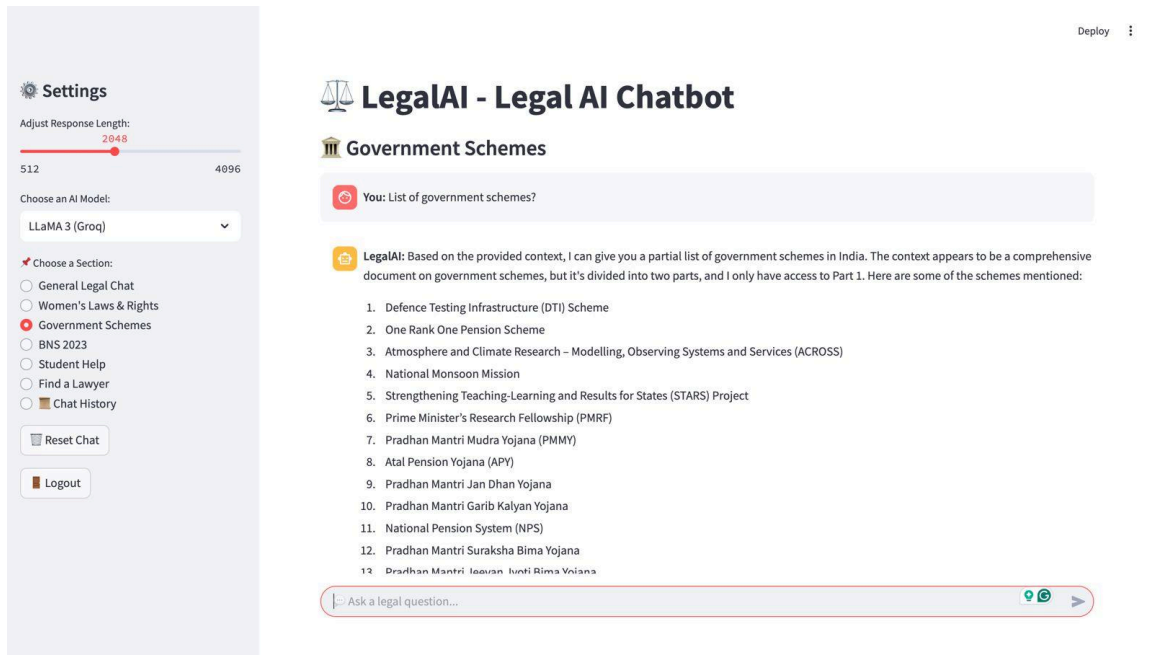 Deploy
Settings
Adjust Response Length:
2048
512 4096
Choose an AI Model:
LLaMA 3 (Groq)
Choose a Section:
General Legal Chat
Women's Laws & Rights
Government Schemes
BNS 2023
Student Help
Find a Lawyer
Chat History
Reset Chat
Logout
LegalAI - Legal AI Chatbot
Government Schemes
You: List of government schemes?
LegalAI: Based on the provided context, I can give you a partial list of government schemes in India. The context appears to be a comprehensive
document on government schemes, but it's divided into two parts, and I only have access to Part 1. Here are some of the schemes mentioned:
1. Defence Testing Infrastructure (DTI) Scheme
2. One Rank One Pension Scheme
3. Atmosphere and Climate Research – Modelling, Observing Systems and Services (ACROSS)
4. National Monsoon Mission
5. Strengthening Teaching-Learning and Results for States (STARS) Project
6. Prime Minister's Research Fellowship (PMRF)
7. Pradhan Mantri Mudra Yojana (PMMY)
8. Atal Pension Yojana (APY)
9. Pradhan Mantri Jan Dhan Yojana
10. Pradhan Mantri Garib Kalyan Yojana
11. National Pension System (NPS)
12. Pradhan Mantri Suraksha Bima Yojana
13. Pradhan Mantri Jeevan Jyoti Bima Yojana
Ask a legal question...